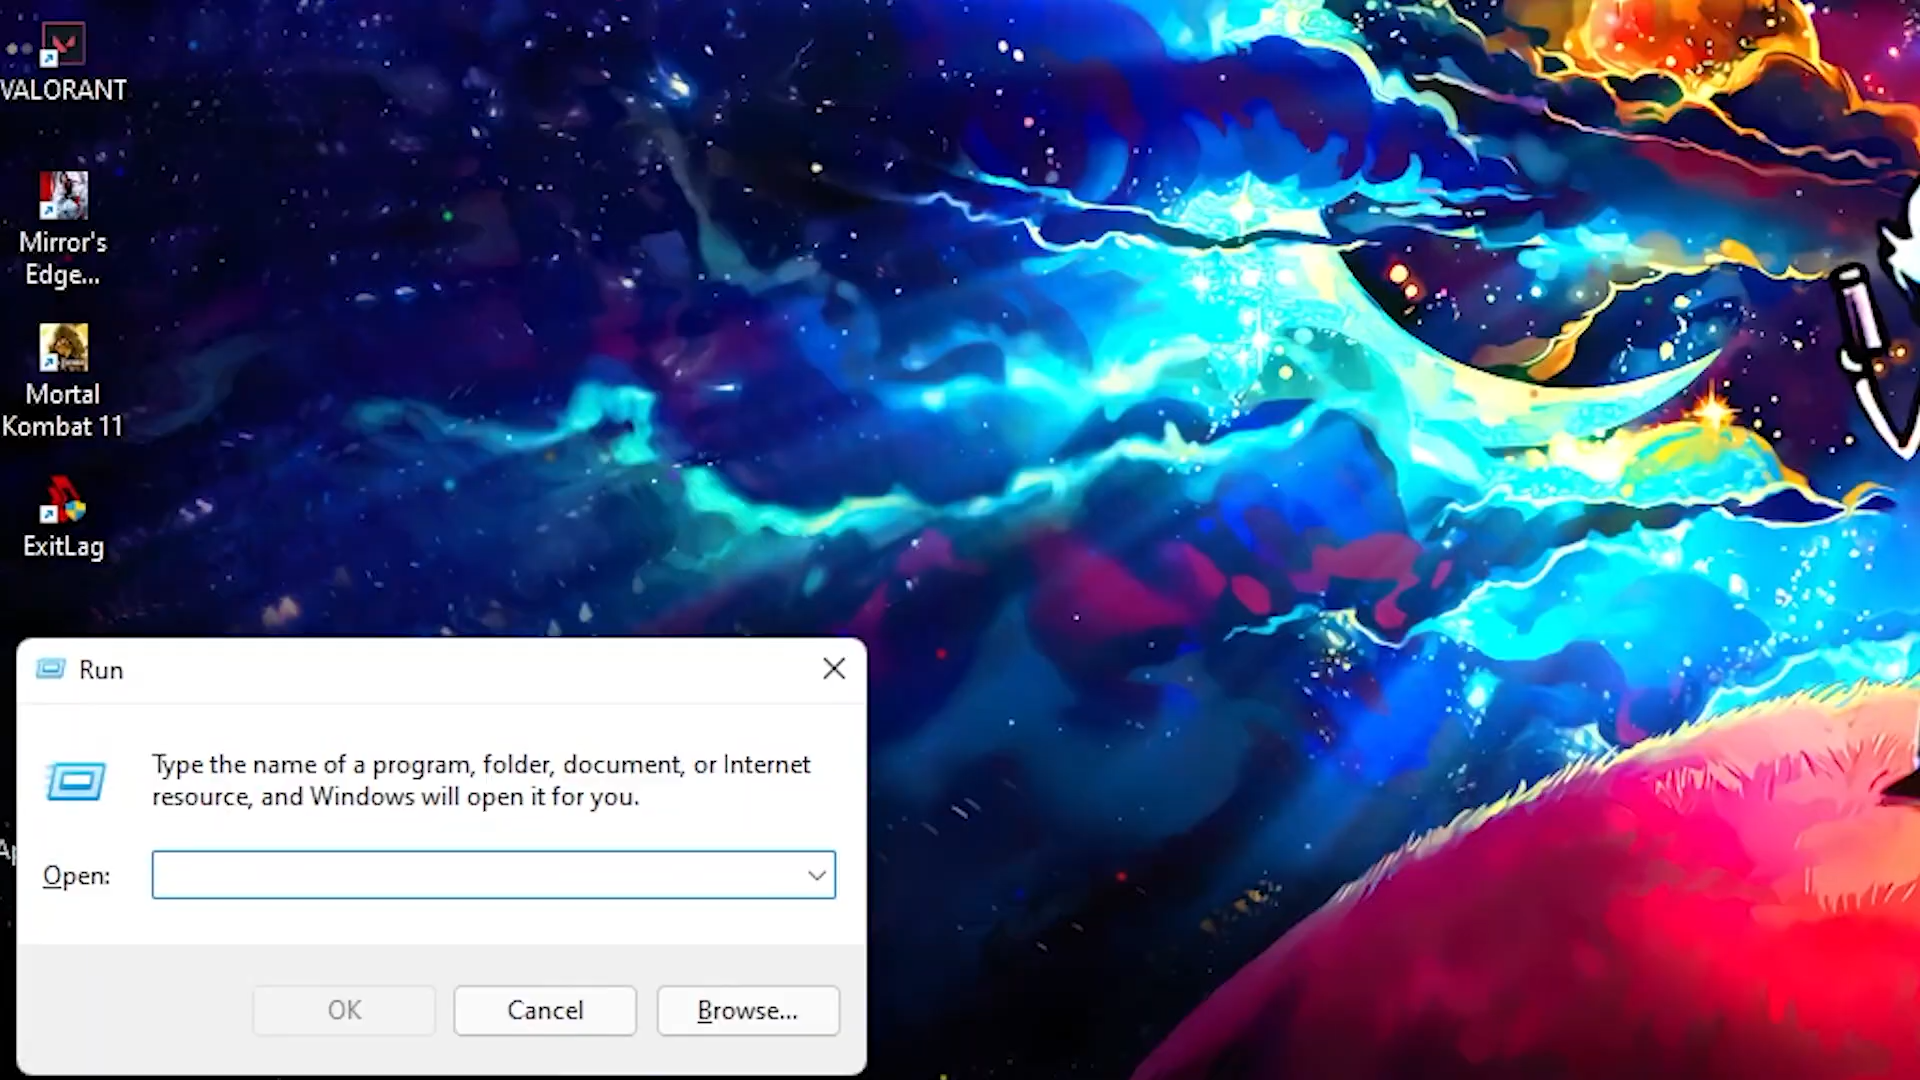 VALORANT
Mirror's
Edge...
Mortal
Kombat 11
ExitLag
Run
Type the name of a program, folder, document, or Internet
resource, and Windows will open it for you.
Open:
OK
Cancel
Browse...